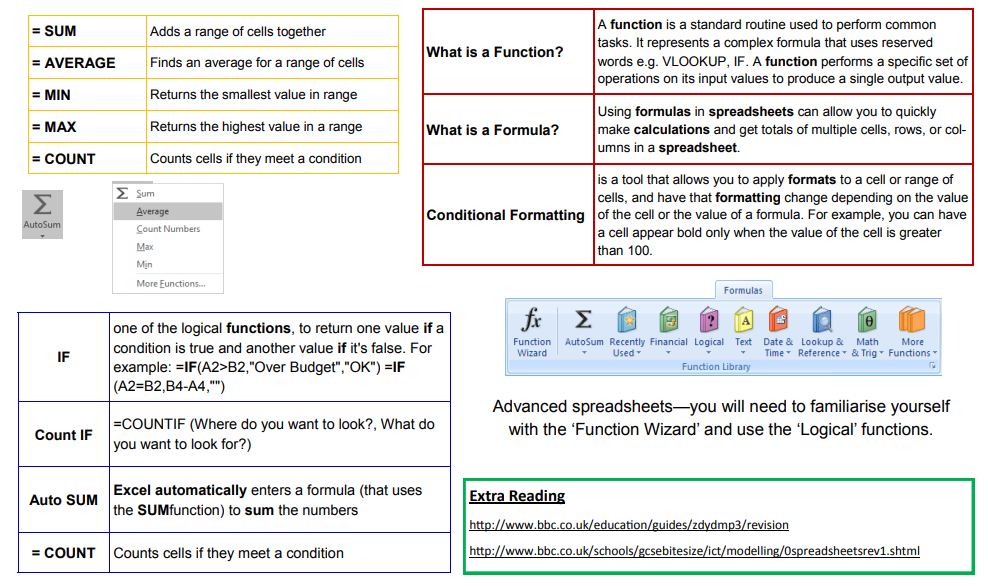 = SUM
Adds a range of cells together
= AVERAGE
Finds an average for a range of cells
= MIN
Returns the smallest value in range
= MAX
Returns the highest value in a range
= COUNT
Counts cells if they meet a condition
Σ
AutoSum
Σ Sum
Average
Count Numbers
Max
Min
More Functions...
What is a Function?
A function is a standard routine used to perform common
tasks. It represents a complex formula that uses reserved
words e.g. VLOOKUP, IF. A function performs a specific set of
operations on its input values to produce a single output value.
What is a Formula?
Using formulas in spreadsheets can allow you to quickly
make calculations and get totals of multiple cells, rows, or col-
umns in a spreadsheet.
Conditional Formatting
is a tool that allows you to apply formats to a cell or range of
cells, and have that formatting change depending on the value
of the cell or the value of a formula. For example, you can have
a cell appear bold only when the value of the cell is greater
than 100.
IF
one of the logical functions, to return one value if a
condition is true and another value if it's false. For
example: =IF(A2>B2,"Over Budget","OK") =IF
(A2=B2,B4-A4,"")
Count IF
=COUNTIF (Where do you want to look?, What do
you want to look for?)
Auto SUM
Excel automatically enters a formula (that uses
the SUMfunction) to sum the numbers
= COUNT
Counts cells if they meet a condition
Formulas
fx
Function
Wizard
Σ
AutoSum
Recently
Used
Financial
?
Logical
A
Text
Date &
Time
Lookup &
Reference
θ
Math
& Trig
More
Functions
Function Library
Advanced spreadsheets—you will need to familiarise yourself
with the ‘Function Wizard’ and use the ‘Logical’ functions.
Extra Reading
http://www.bbc.co.uk/education/guides/zdydmp3/revision
http://www.bbc.co.uk/schools/gcsebitesize/ict/modelling/0spreadsheetsrev1.shtml